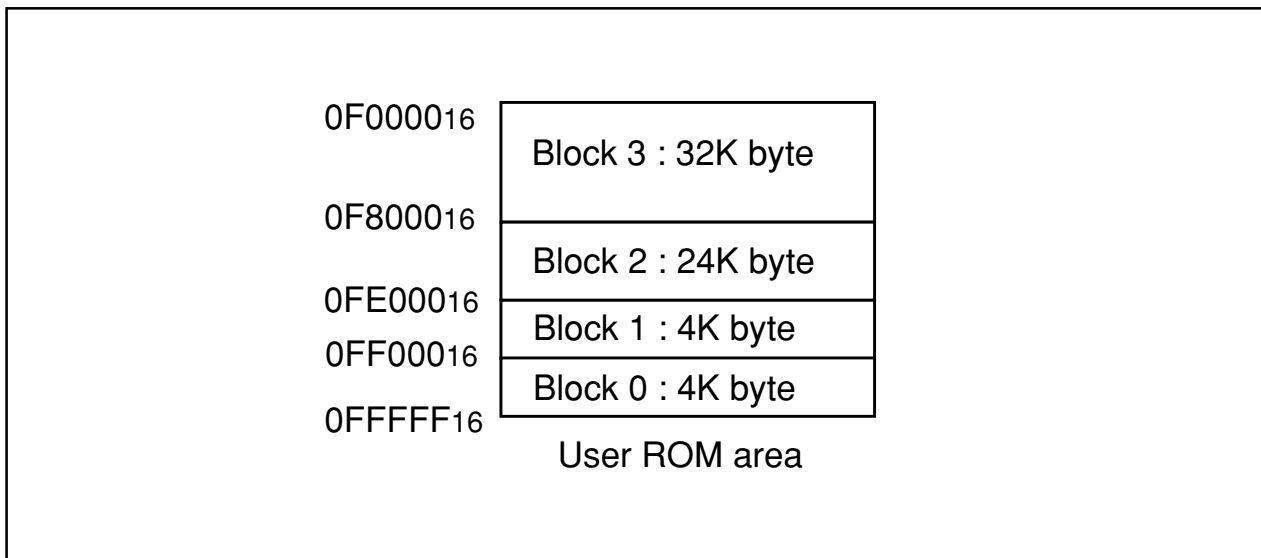 0F000016
Block 3 : 32K byte
0F800016
Block 2 : 24K byte
0FE00016
Block 1 : 4K byte
0FF00016
Block 0 : 4K byte
0FFFFF16
User ROM area